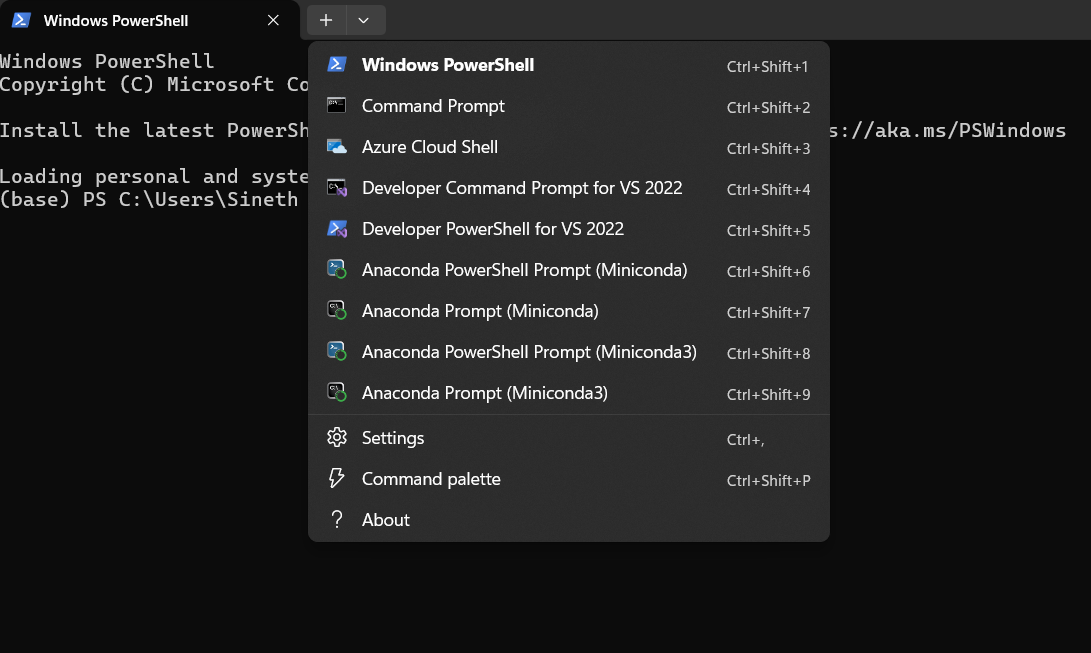 Windows PowerShell
Windows PowerShell
Copyright (C) Microsoft Co
Install the latest PowerSh
s://aka.ms/PSWindows
Loading personal and syste
(base) PS C:\Users\Sineth
Windows PowerShell Ctrl+Shift+1
Command Prompt Ctrl+Shift+2
Azure Cloud Shell Ctrl+Shift+3
Developer Command Prompt for VS 2022 Ctrl+Shift+4
Developer PowerShell for VS 2022 Ctrl+Shift+5
Anaconda PowerShell Prompt (Miniconda) Ctrl+Shift+6
Anaconda Prompt (Miniconda) Ctrl+Shift+7
Anaconda PowerShell Prompt (Miniconda3) Ctrl+Shift+8
Anaconda Prompt (Miniconda3) Ctrl+Shift+9
Settings Ctrl+,
Command palette Ctrl+Shift+P
About